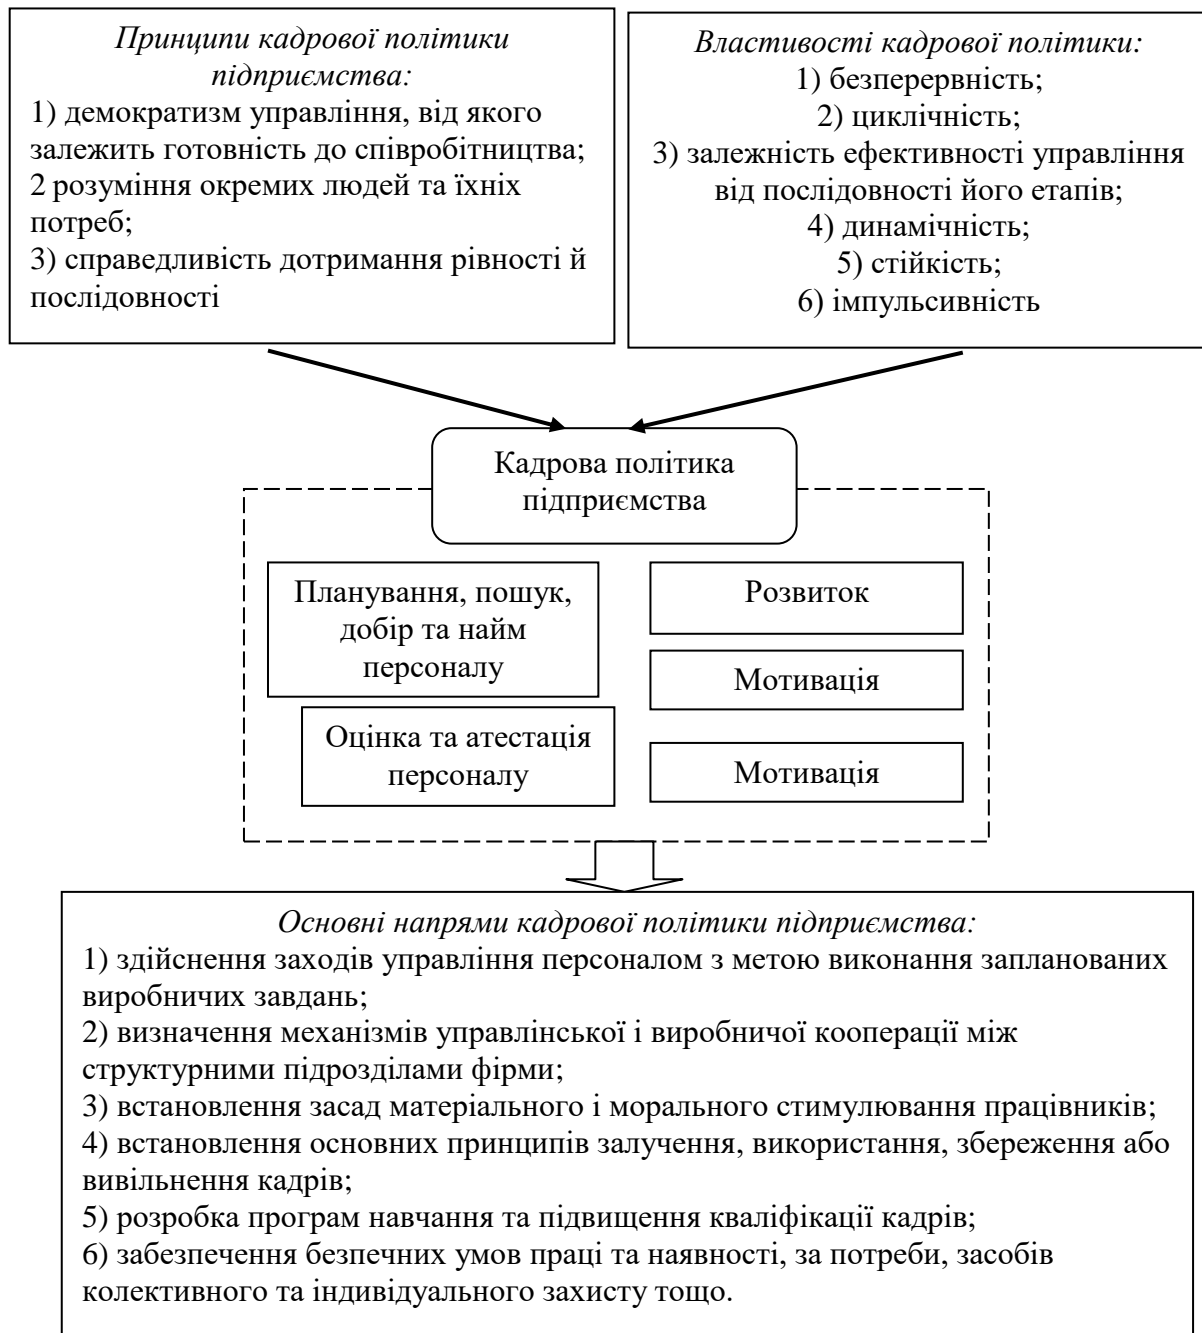 Принципи кадрової політики
підприємства:
1) демократизм управління, від якого
залежить готовність до співробітництва;
2 розуміння окремих людей та їхніх
потреб;
3) справедливість дотримання рівності й
послідовності
Властивості кадрової політики:
1) безперервність;
2) циклічність;
3) залежність ефективності управління
від послідовності його етапів;
4) динамічність;
5) стійкість;
6) імпульсивність
Кадрова політика
підприємства
Планування, пошук,
добір та найм
персоналу
Розвиток
Мотивація
Оцінка та атестація
персоналу
Мотивація
Основні напрями кадрової політики підприємства:
1) здійснення заходів управління персоналом з метою виконання запланованих
виробничих завдань;
2) визначення механізмів управлінської і виробничої кооперації між
структурними підрозділами фірми;
3) встановлення засад матеріального і морального стимулювання працівників;
4) встановлення основних принципів залучення, використання, збереження або
вивільнення кадрів;
5) розробка програм навчання та підвищення кваліфікації кадрів;
6) забезпечення безпечних умов праці та наявності, за потреби, засобів
колективного та індивідуального захисту тощо.